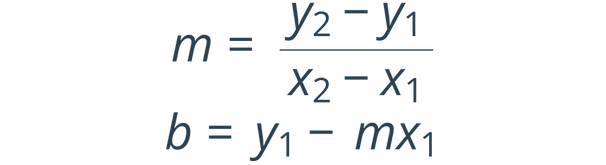 m = (y₂ − y₁) / (x₂ − x₁)
b = y₁ − mx₁